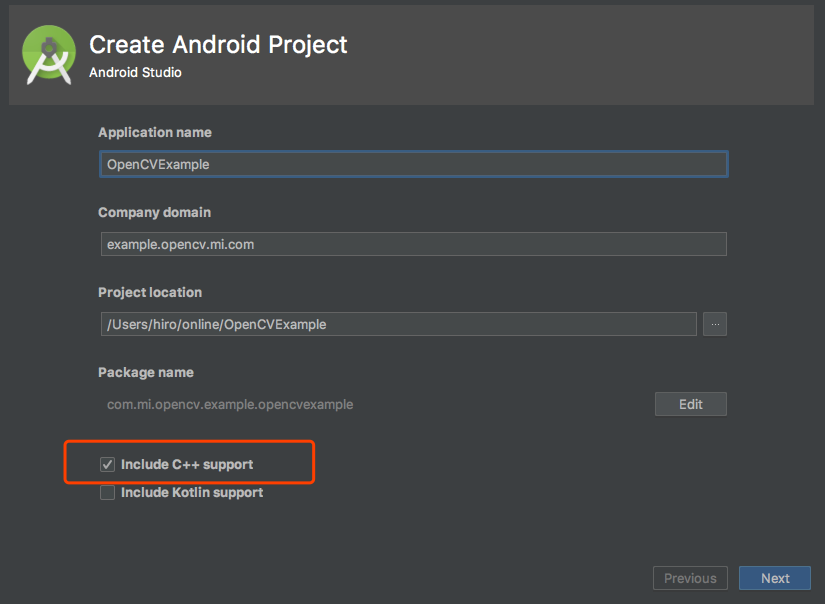 Create Android Project
Android Studio
Application name
OpenCVExample
Company domain
example.opencv.mi.com
Project location
/Users/hiro/online/OpenCVExample
...
Package name
com.mi.opencv.example.opencvexample
Edit
Include C++ support
Include Kotlin support
Previous
Next